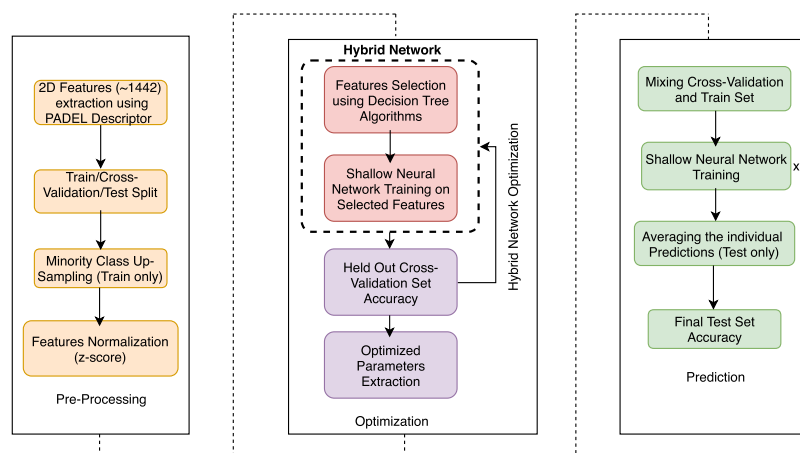 2D Features (~1442)
extraction using
PADEL Descriptor
Train/Cross-
Validation/Test Split
Minority Class Up-
Sampling (Train only)
Features Normalization
(z-score)
Pre-Processing
Hybrid Network
Features Selection
using Decision Tree
Algorithms
Shallow Neural
Network Training on
Selected Features
Hybrid Network Optimization
Held Out Cross-
Validation Set
Accuracy
Optimized
Parameters
Extraction
Optimization
Mixing Cross-Validation
and Train Set
Shallow Neural Network
Training
x
Averaging the individual
Predictions (Test only)
Final Test Set
Accuracy
Prediction